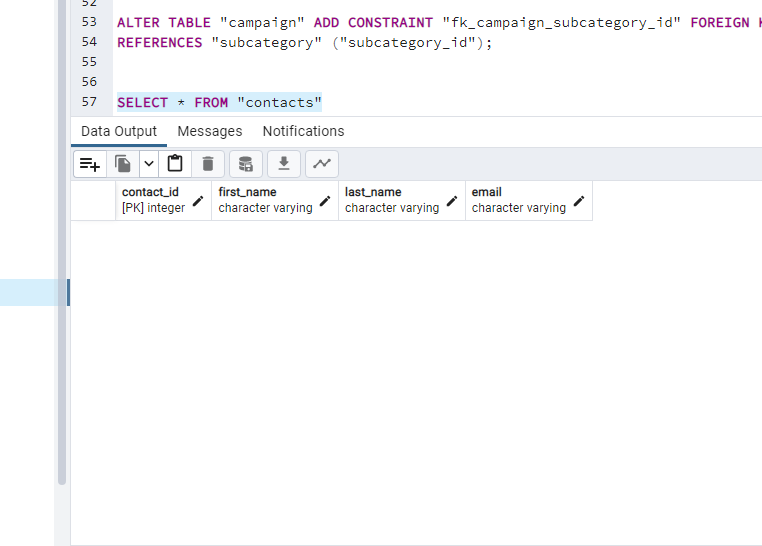 52
53 ALTER TABLE "campaign" ADD CONSTRAINT "fk_campaign_subcategory_id" FOREIGN
54 REFERENCES "subcategory" ("subcategory_id");
55
56
57 SELECT * FROM "contacts"
Data Output Messages Notifications
contact_id first_name last_name email
[PK] integer character varying character varying character varying